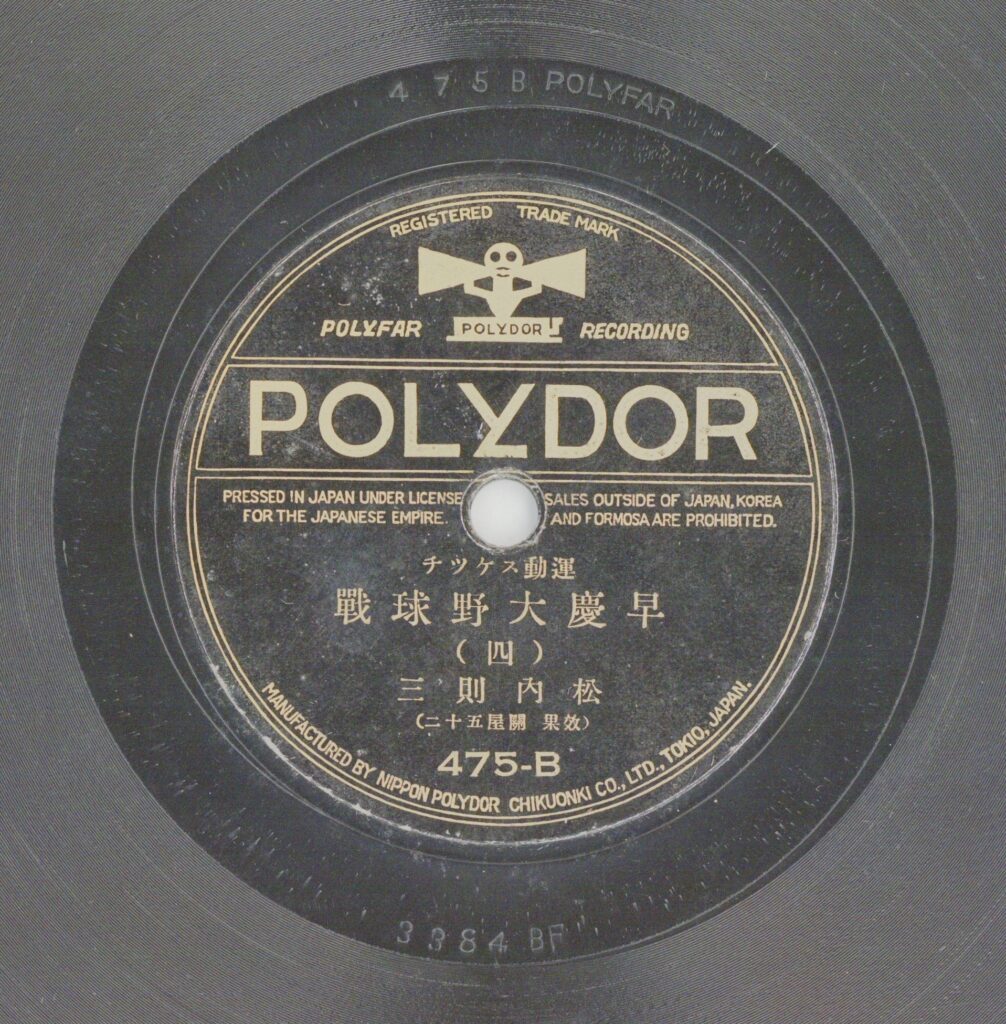 475B POLYFAR
REGISTERED TRADE MARK
POLYFAR POLYDOR RECORDING
POLYDOR
PRESSED IN JAPAN UNDER LICENSE
FOR THE JAPANESE EMPIRE.
SALES OUTSIDE OF JAPAN, KOREA
AND FORMOSA ARE PROHIBITED.
運動スケツチ
早慶大野球戰
(四)
松内則三
(效果 關屋五十二)
475-B
MANUFACTURED BY NIPPON POLYDOR CHIKUONKI CO., LTD., TOKIO, JAPAN.
3384 BF